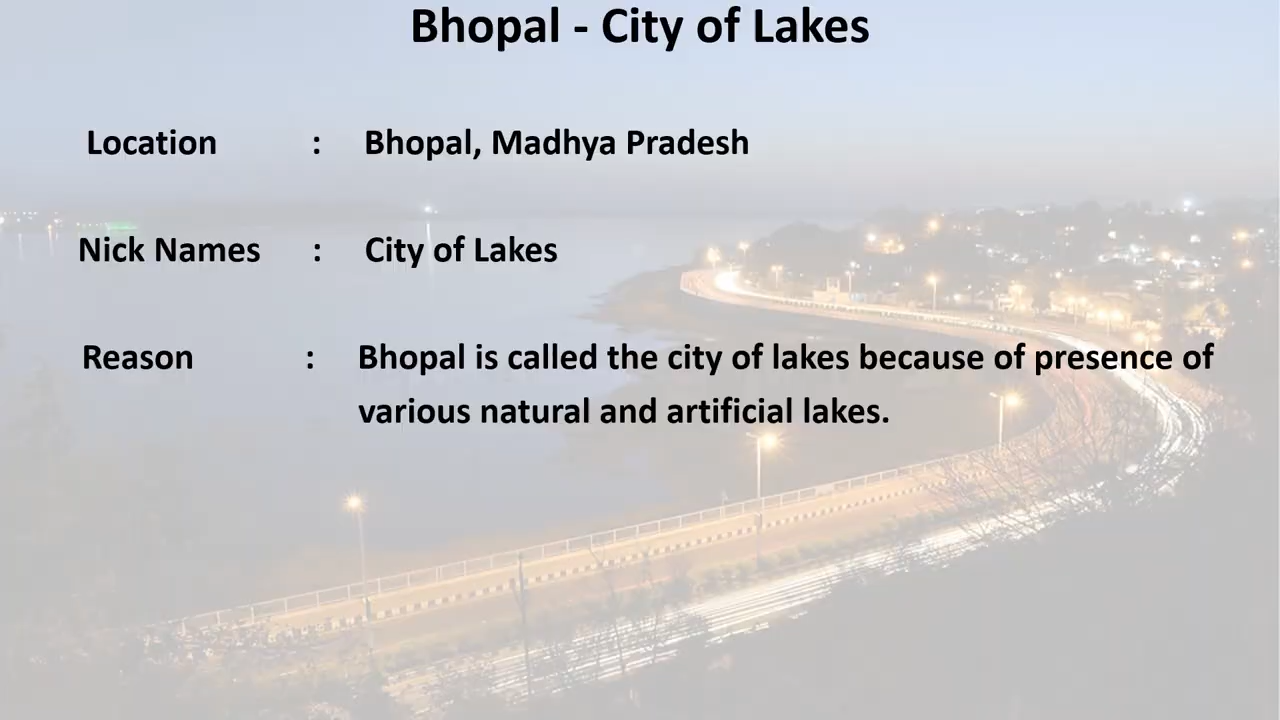 Bhopal - City of Lakes
Location : Bhopal, Madhya Pradesh
Nick Names : City of Lakes
Reason : Bhopal is called the city of lakes because of presence of
various natural and artificial lakes.